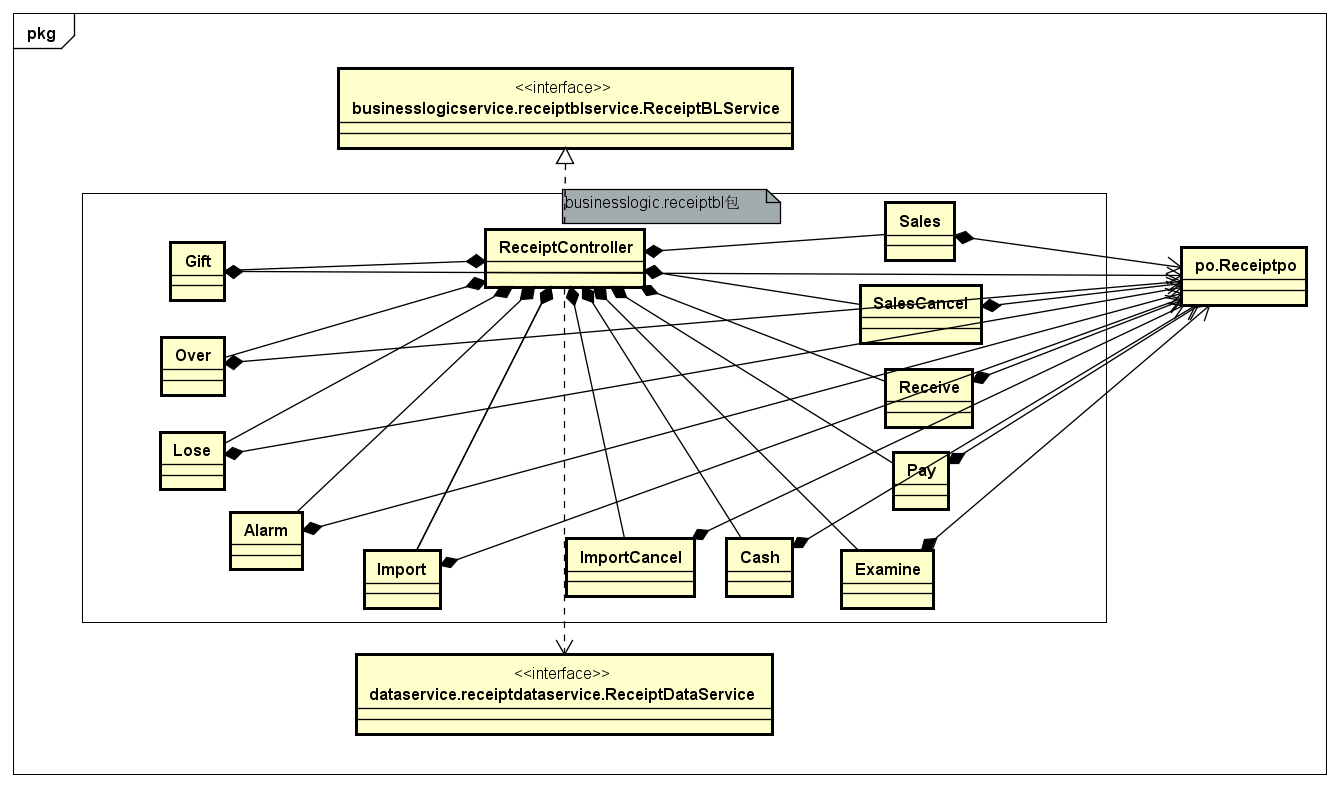 pkg
<<interface>>
businesslogicservice.receiptblservice.ReceiptBLService
businesslogic.receiptbl包
ReceiptController
Sales
Gift
po.Receiptpo
SalesCancel
Over
Receive
Lose
Pay
Alarm
Import
ImportCancel
Cash
Examine
<<interface>>
dataservice.receiptdataservice.ReceiptDataService